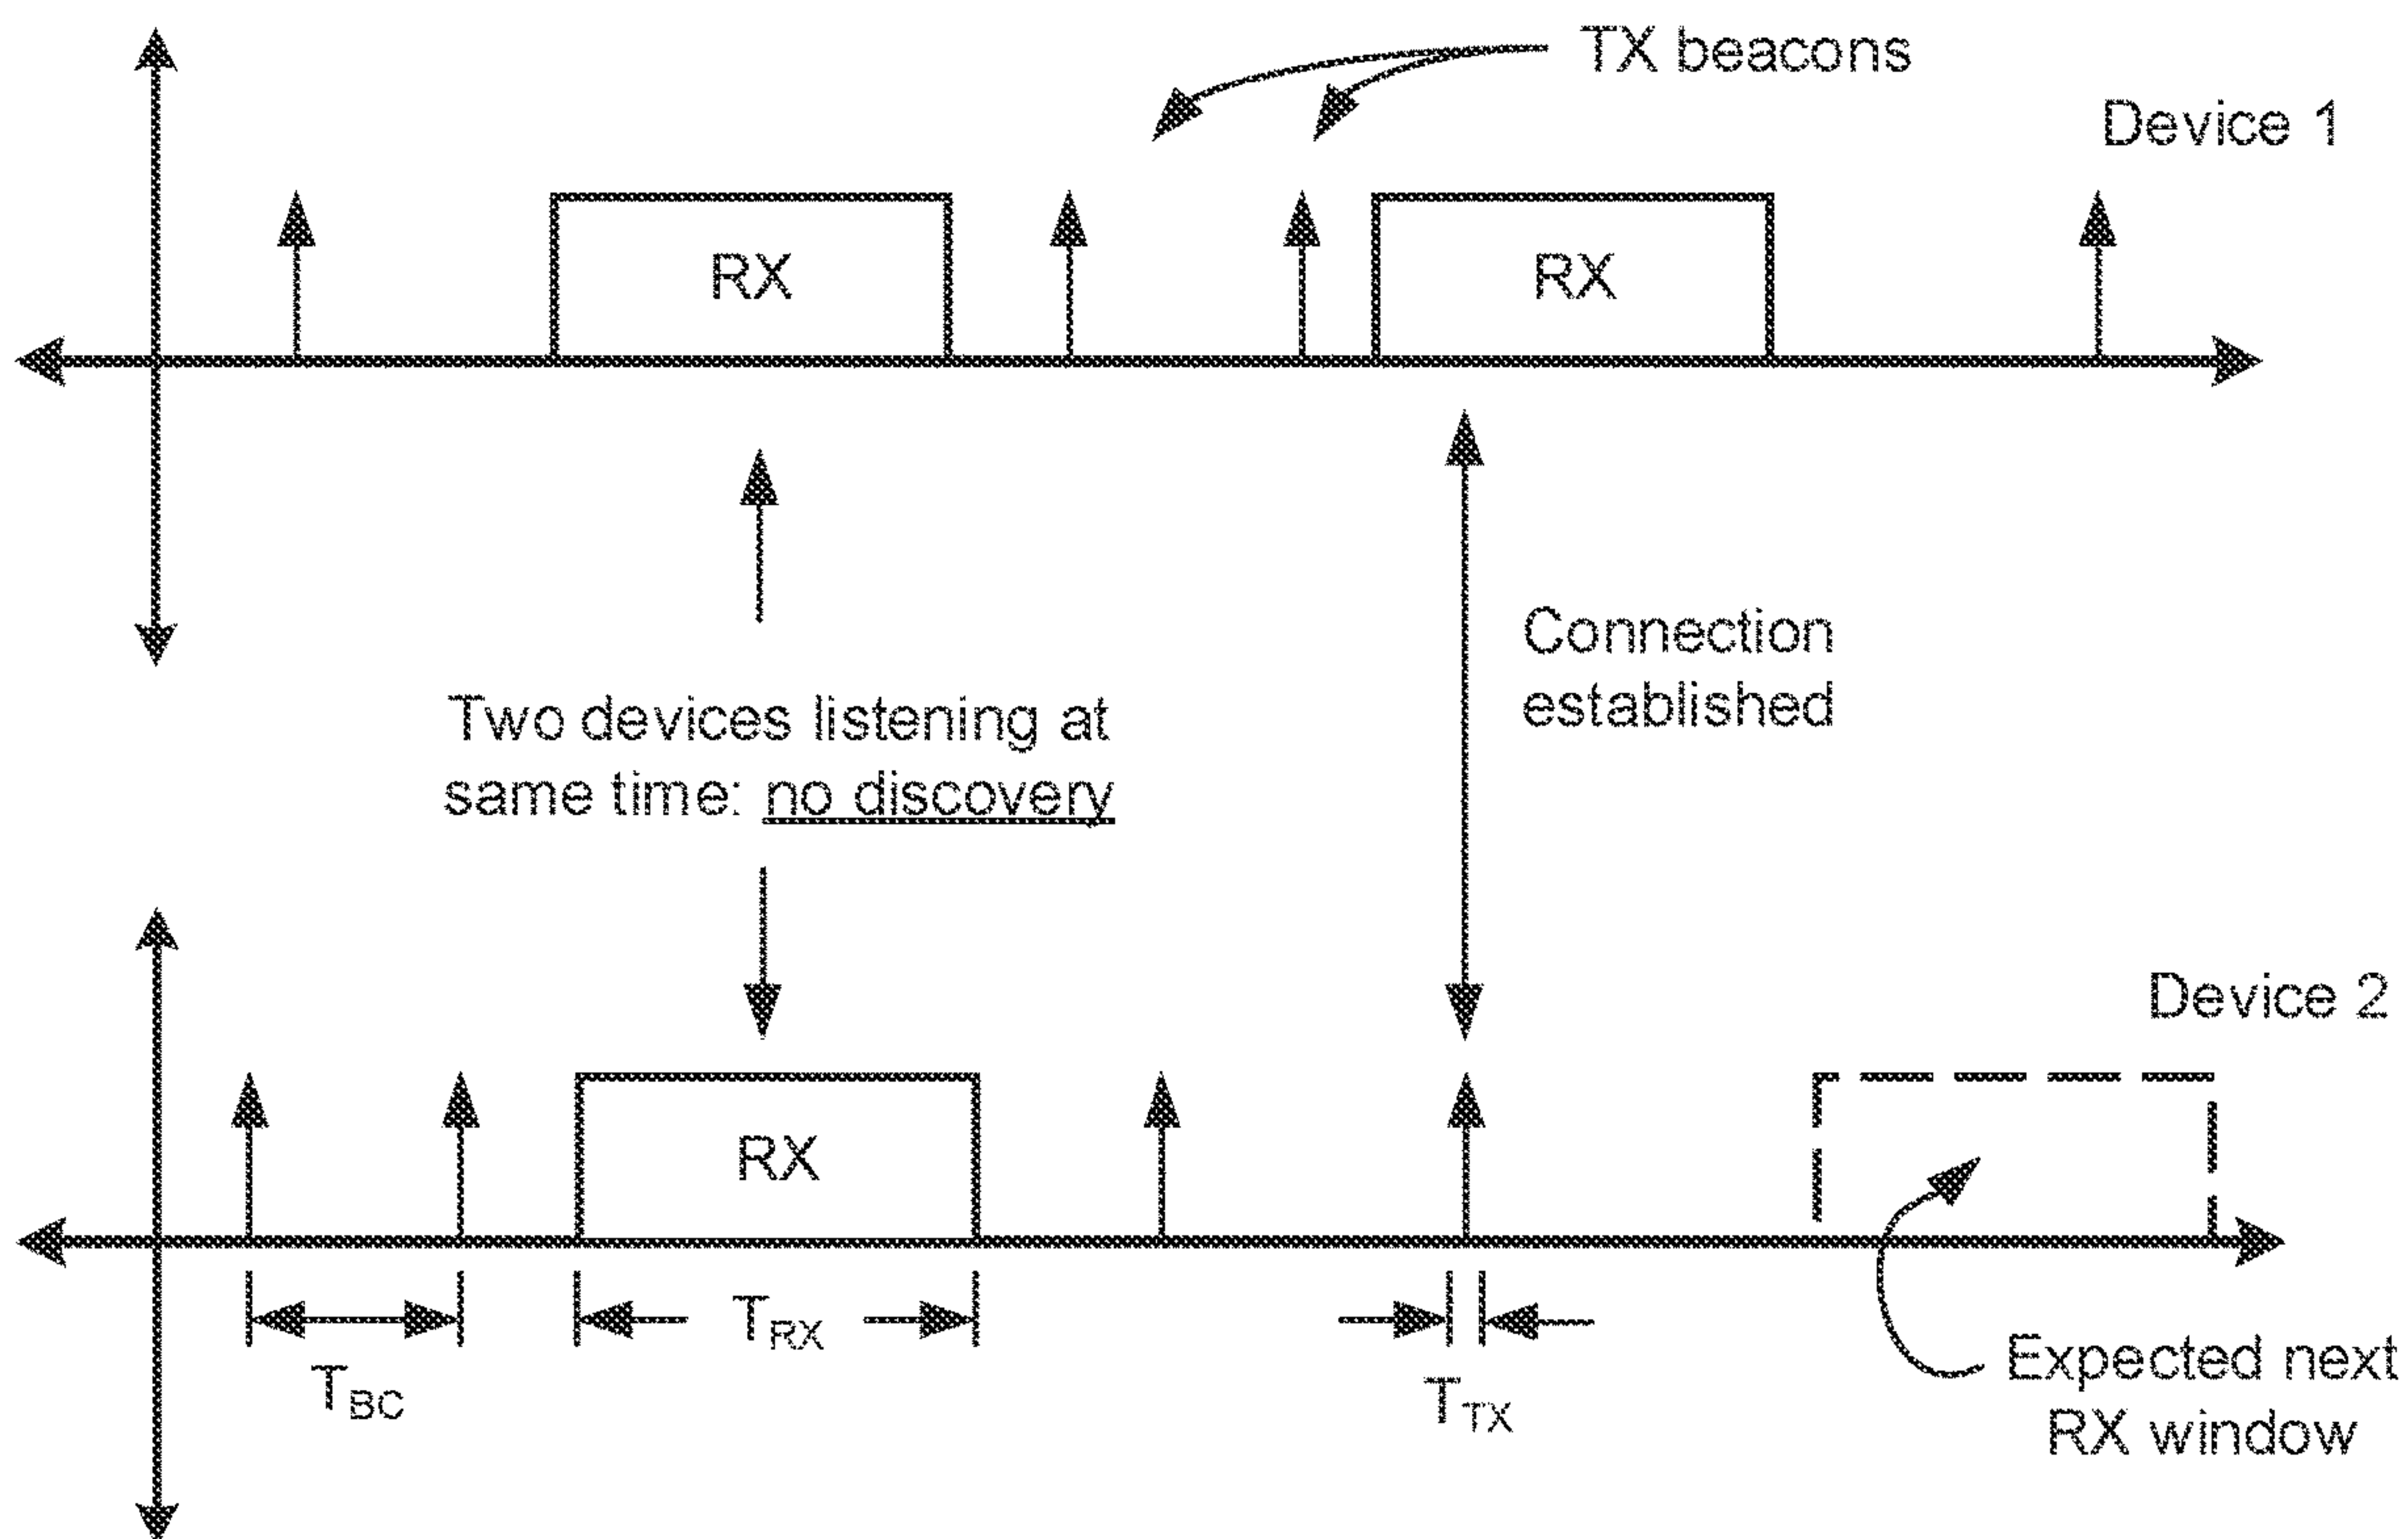 TX beacons
Device 1
RX
RX
Connection
established
Two devices listening at
same time: no discovery
Device 2
RX
TBC
TRX
TTX
Expected next
RX window